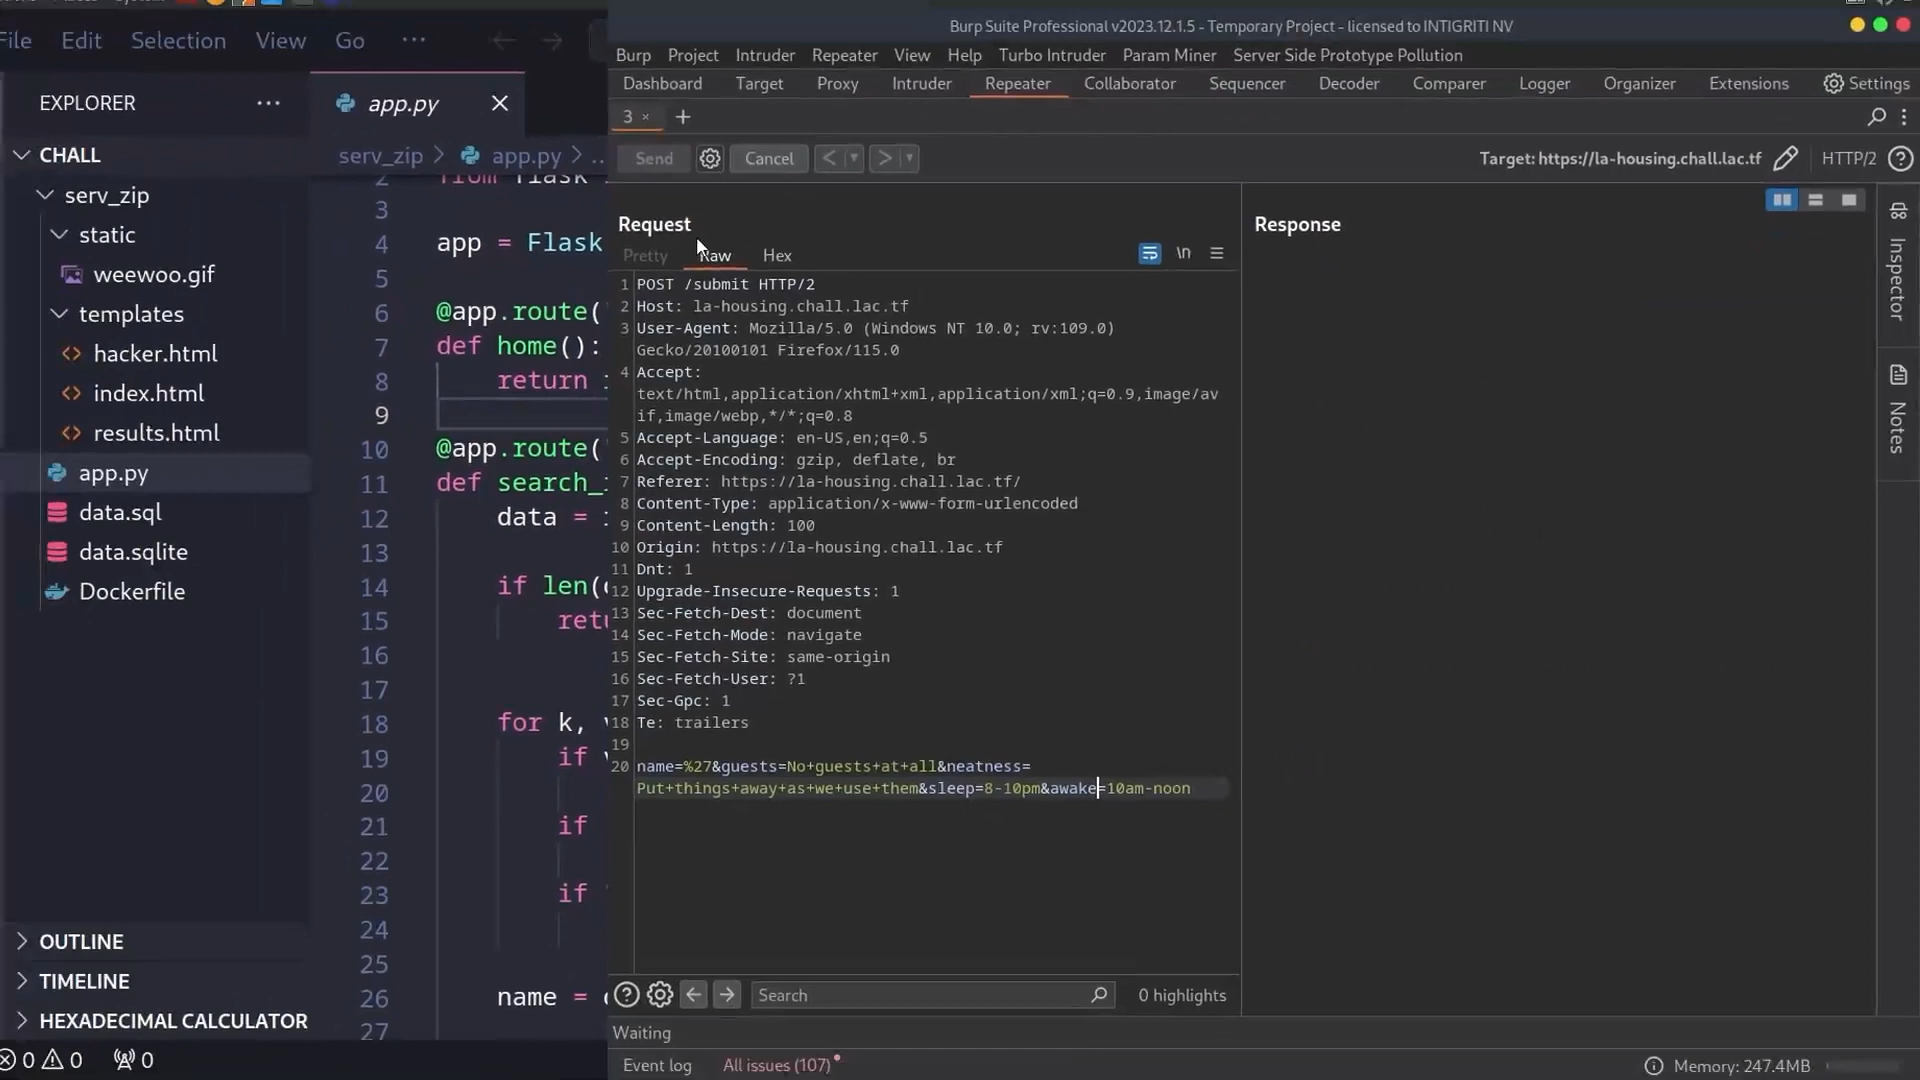 File Edit Selection View Go ...
EXPLORER ...
CHALL
serv_zip
static
weewoo.gif
templates
hacker.html
index.html
results.html
app.py
data.sql
data.sqlite
Dockerfile
OUTLINE
TIMELINE
HEXADECIMAL CALCULATOR
0 0 0
app.py
serv_zip > app.py > ..
2 from flask
3
4 app = Flask
5
6 @app.route(
7 def home():
8 return
9
10 @app.route(
11 def search_
12 data =
13
14 if len(
15 retu
16
17
18 for k,
19 if
20
21 if
22
23 if
24
25
26 name =
27
Burp Suite Professional v2023.12.1.5 - Temporary Project - licensed to INTIGRITI NV
Burp Project Intruder Repeater View Help Turbo Intruder Param Miner Server Side Prototype Pollution
Dashboard Target Proxy Intruder Repeater Collaborator Sequencer Decoder Comparer Logger Organizer Extensions Settings
3 × +
Send Cancel < > Target: https://la-housing.chall.lac.tf HTTP/2
Request
Pretty Raw Hex \n
1 POST /submit HTTP/2
2 Host: la-housing.chall.lac.tf
3 User-Agent: Mozilla/5.0 (Windows NT 10.0; rv:109.0)
Gecko/20100101 Firefox/115.0
4 Accept:
text/html,application/xhtml+xml,application/xml;q=0.9,image/av
if,image/webp,*/*;q=0.8
5 Accept-Language: en-US,en;q=0.5
6 Accept-Encoding: gzip, deflate, br
7 Referer: https://la-housing.chall.lac.tf/
8 Content-Type: application/x-www-form-urlencoded
9 Content-Length: 100
10 Origin: https://la-housing.chall.lac.tf
11 Dnt: 1
12 Upgrade-Insecure-Requests: 1
13 Sec-Fetch-Dest: document
14 Sec-Fetch-Mode: navigate
15 Sec-Fetch-Site: same-origin
16 Sec-Fetch-User: ?1
17 Sec-Gpc: 1
18 Te: trailers
19
20 name=%27&guests=No+guests+at+all&neatness=
Put+things+away+as+we+use+them&sleep=8-10pm&awake=10am-noon
Search 0 highlights
Response
Inspector
Notes
Waiting
Event log All issues (107) Memory: 247.4MB